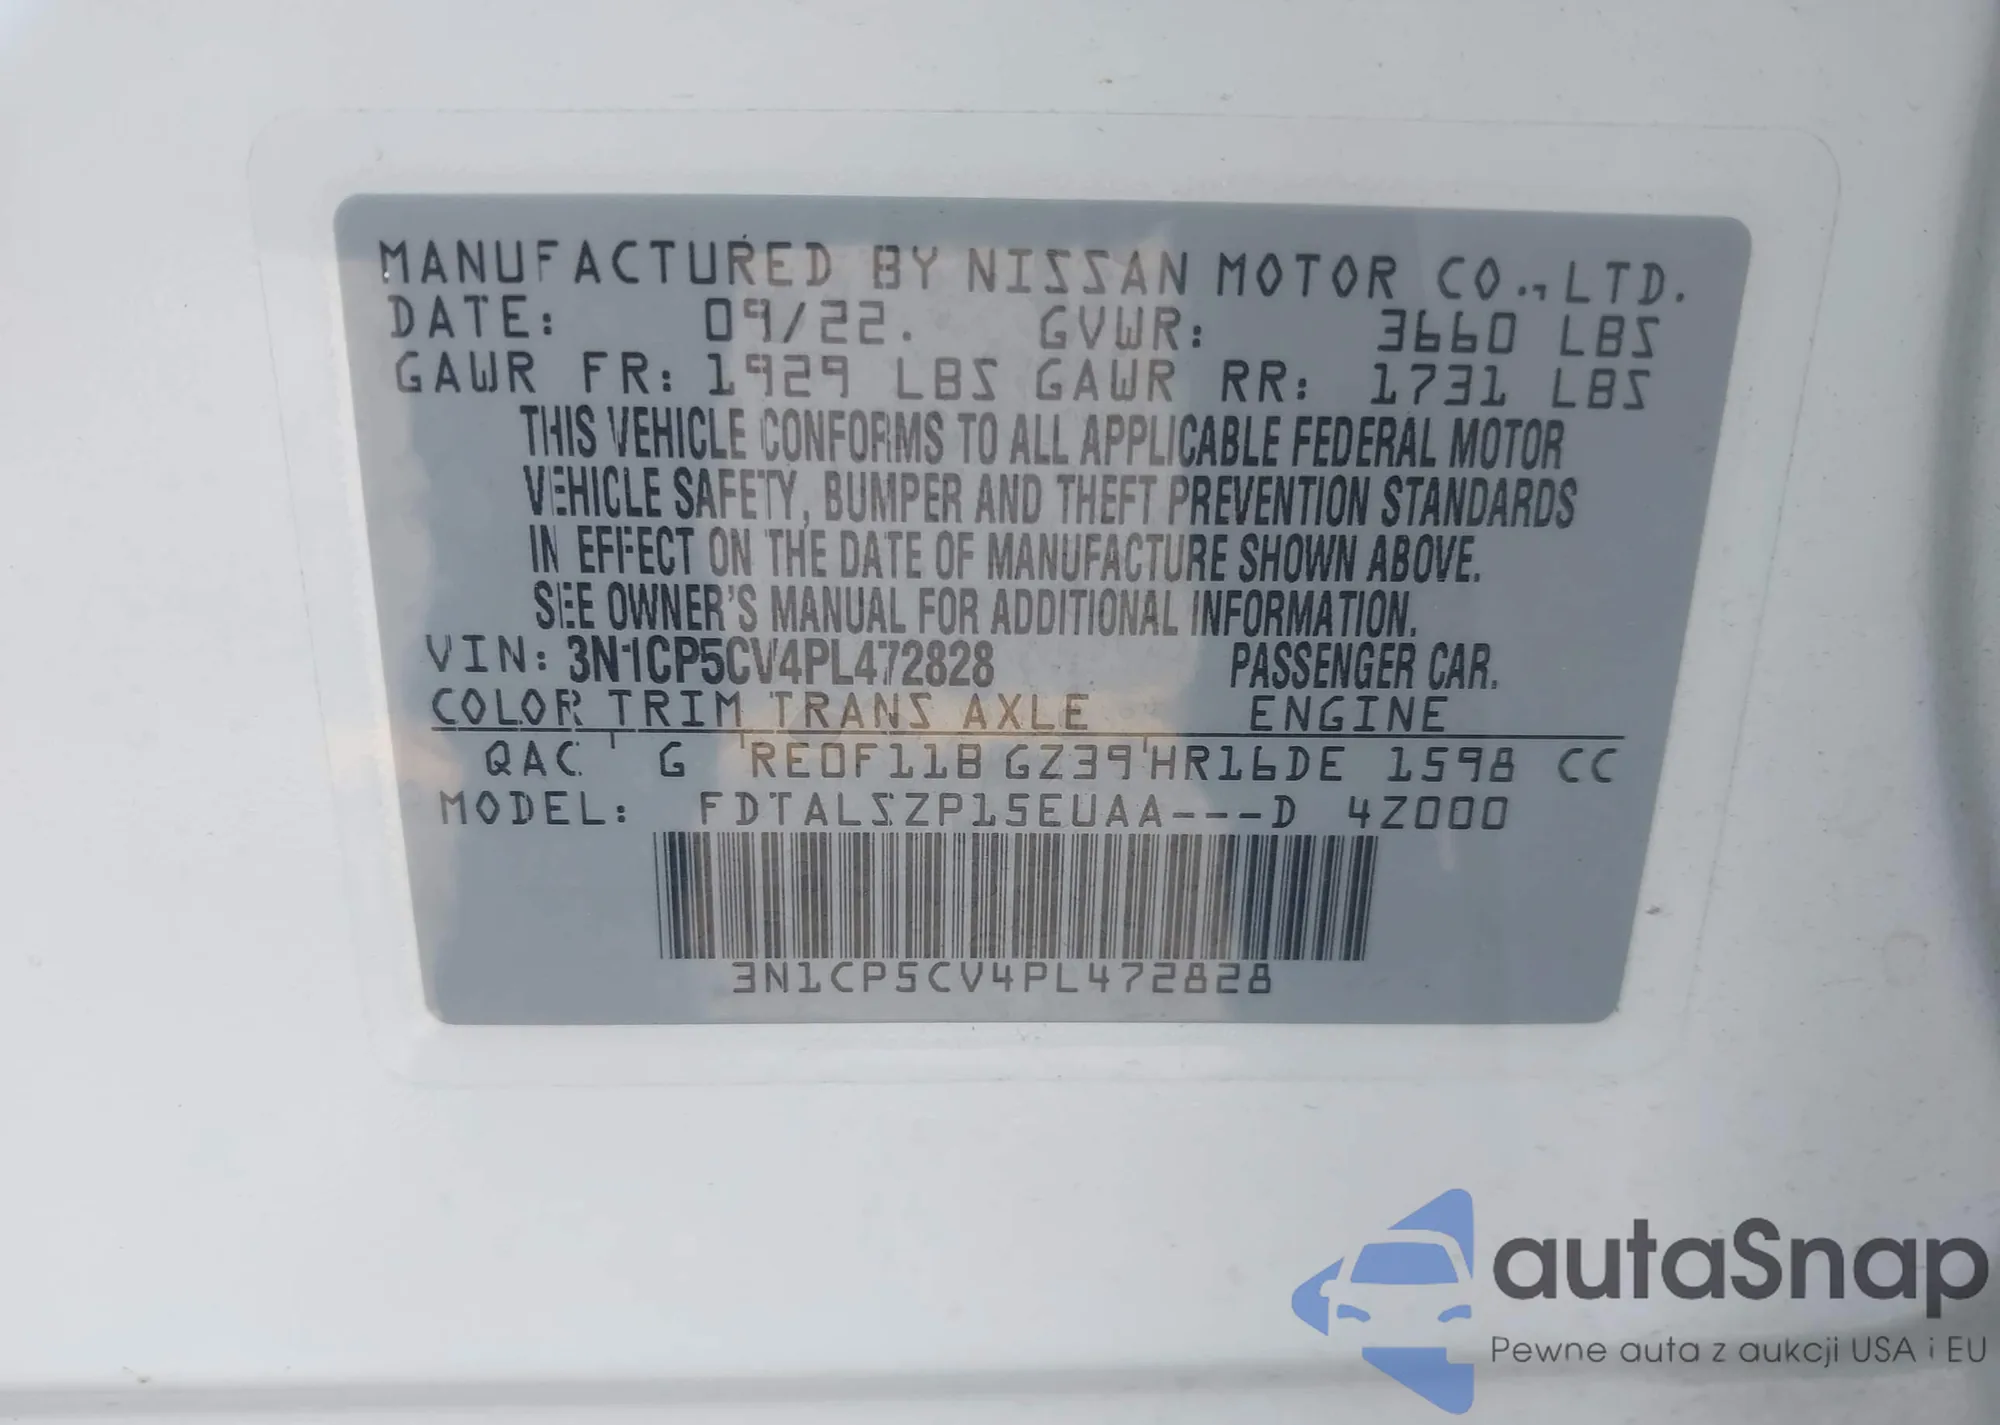 MANUFACTURED BY NISSAN MOTOR CO., LTD.
DATE: 09/22. GVWR: 3660 LBS
GAWR FR: 1929 LBS GAWR RR: 1731 LBS
THIS VEHICLE CONFORMS TO ALL APPLICABLE FEDERAL MOTOR
VEHICLE SAFETY, BUMPER AND THEFT PREVENTION STANDARDS
IN EFFECT ON THE DATE OF MANUFACTURE SHOWN ABOVE.
SEE OWNER'S MANUAL FOR ADDITIONAL INFORMATION.
VIN: 3N1CP5CV4PL472828 PASSENGER CAR.
COLOR TRIM TRANS AXLE ENGINE
QAC G RE0F11B GZ39 HR16DE 1598 CC
MODEL: FDTALSZP15EUAA---D 4Z000
3N1CP5CV4PL472828
autaSnap
Pewne auta z aukcji USA i EU